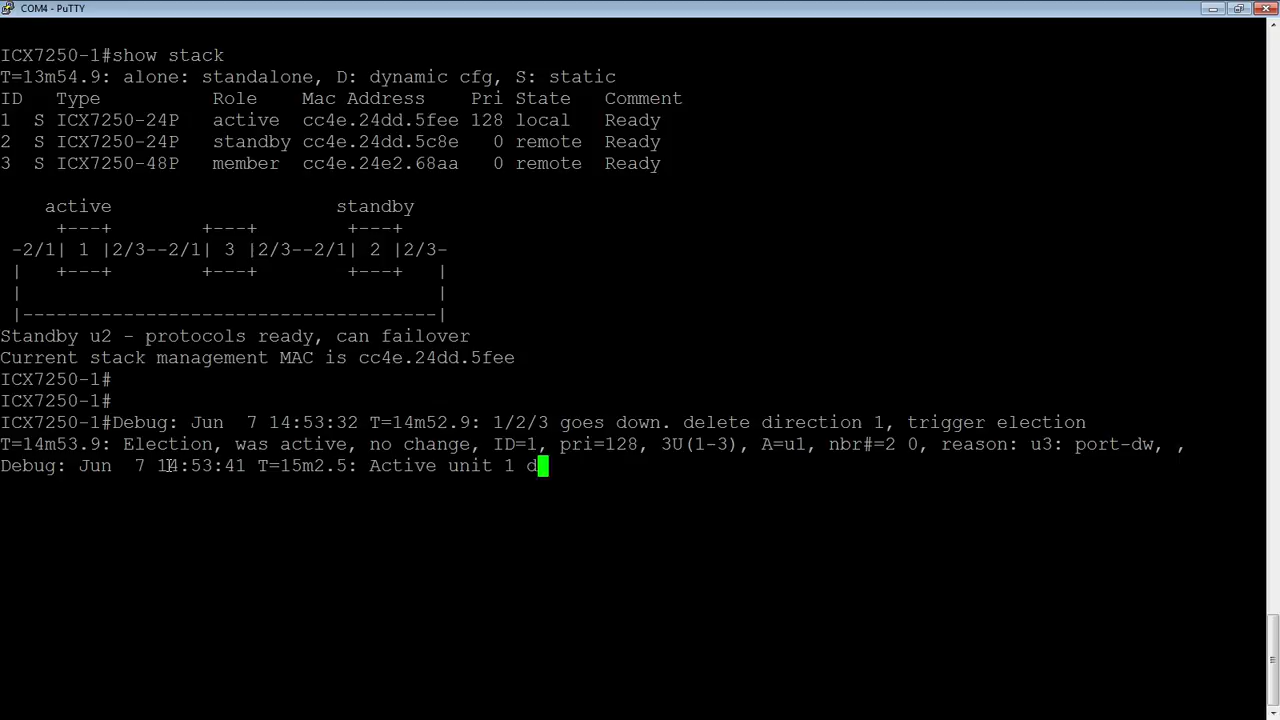 COM4 - PuTTY
ICX7250-1#show stack
T=13m54.9: alone: standalone, D: dynamic cfg, S: static
ID   S Type       Role    Mac Address    Pri State   Comment
1  S ICX7250-24P   active   cc4e.24dd.5fee 128 local   Ready
2  S ICX7250-24P   standby cc4e.24dd.5c8e   0 remote  Ready
3  S ICX7250-48P   member  cc4e.24e2.68aa   0 remote  Ready
    active                    standby
     +---+        +---+        +---+
 -2/1| 1 |2/3--2/1| 3 |2/3--2/1| 2 |2/3-
 |   +---+        +---+        +---+   |
 |                                     |
 |-------------------------------------|
Standby u2 - protocols ready, can failover
Current stack management MAC is cc4e.24dd.5fee
ICX7250-1#
ICX7250-1#
ICX7250-1#Debug: Jun  7 14:53:32 T=14m52.9: 1/2/3 goes down. delete direction 1, trigger election
T=14m53.9: Election, was active, no change, ID=1, pri=128, 3U(1-3), A=u1, nbr#=2 0, reason: u3: port-dw, ,
Debug: Jun  7 14:53:41 T=15m2.5: Active unit 1 d